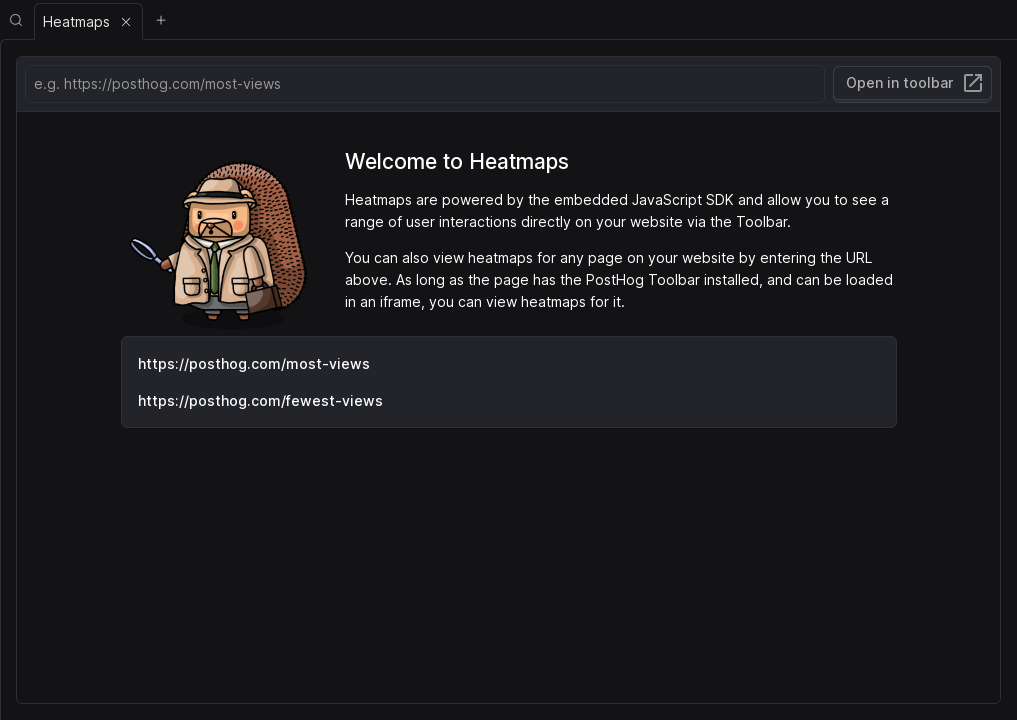 Heatmaps
e.g. https://posthog.com/most-views
Open in toolbar
Welcome to Heatmaps
Heatmaps are powered by the embedded JavaScript SDK and allow you to see a
range of user interactions directly on your website via the Toolbar.
You can also view heatmaps for any page on your website by entering the URL
above. As long as the page has the PostHog Toolbar installed, and can be loaded
in an iframe, you can view heatmaps for it.
https://posthog.com/most-views
https://posthog.com/fewest-views